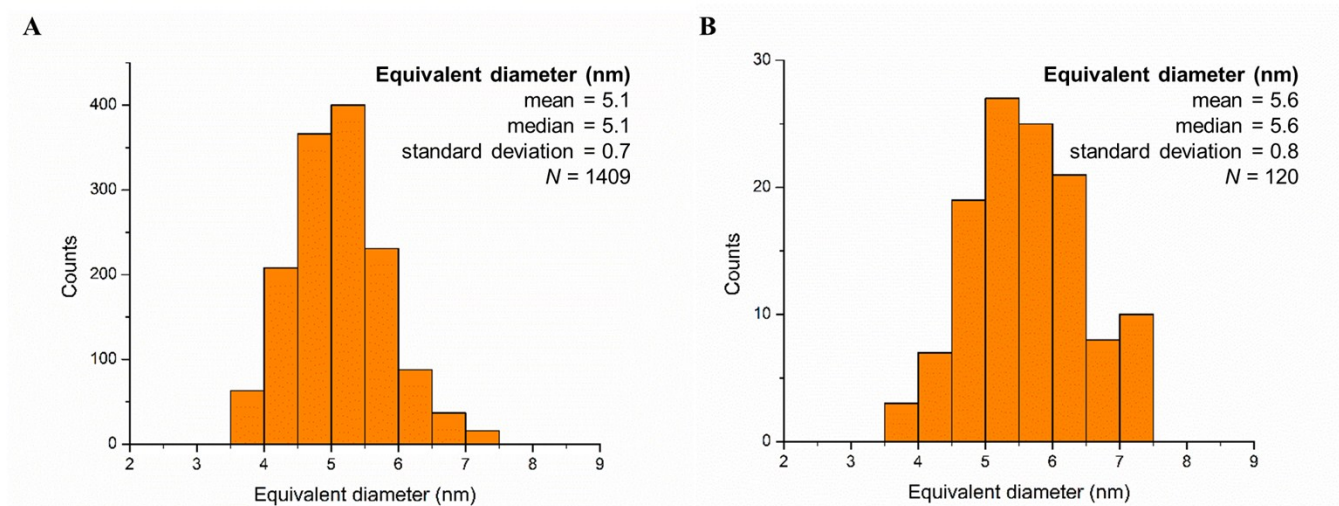 A
Equivalent diameter (nm)
mean = 5.1
median = 5.1
standard deviation = 0.7
N = 1409
400
300
200
100
0
Counts
2 3 4 5 6 7 8 9
Equivalent diameter (nm)
B
Equivalent diameter (nm)
mean = 5.6
median = 5.6
standard deviation = 0.8
N = 120
30
20
10
0
Counts
2 3 4 5 6 7 8 9
Equivalent diameter (nm)